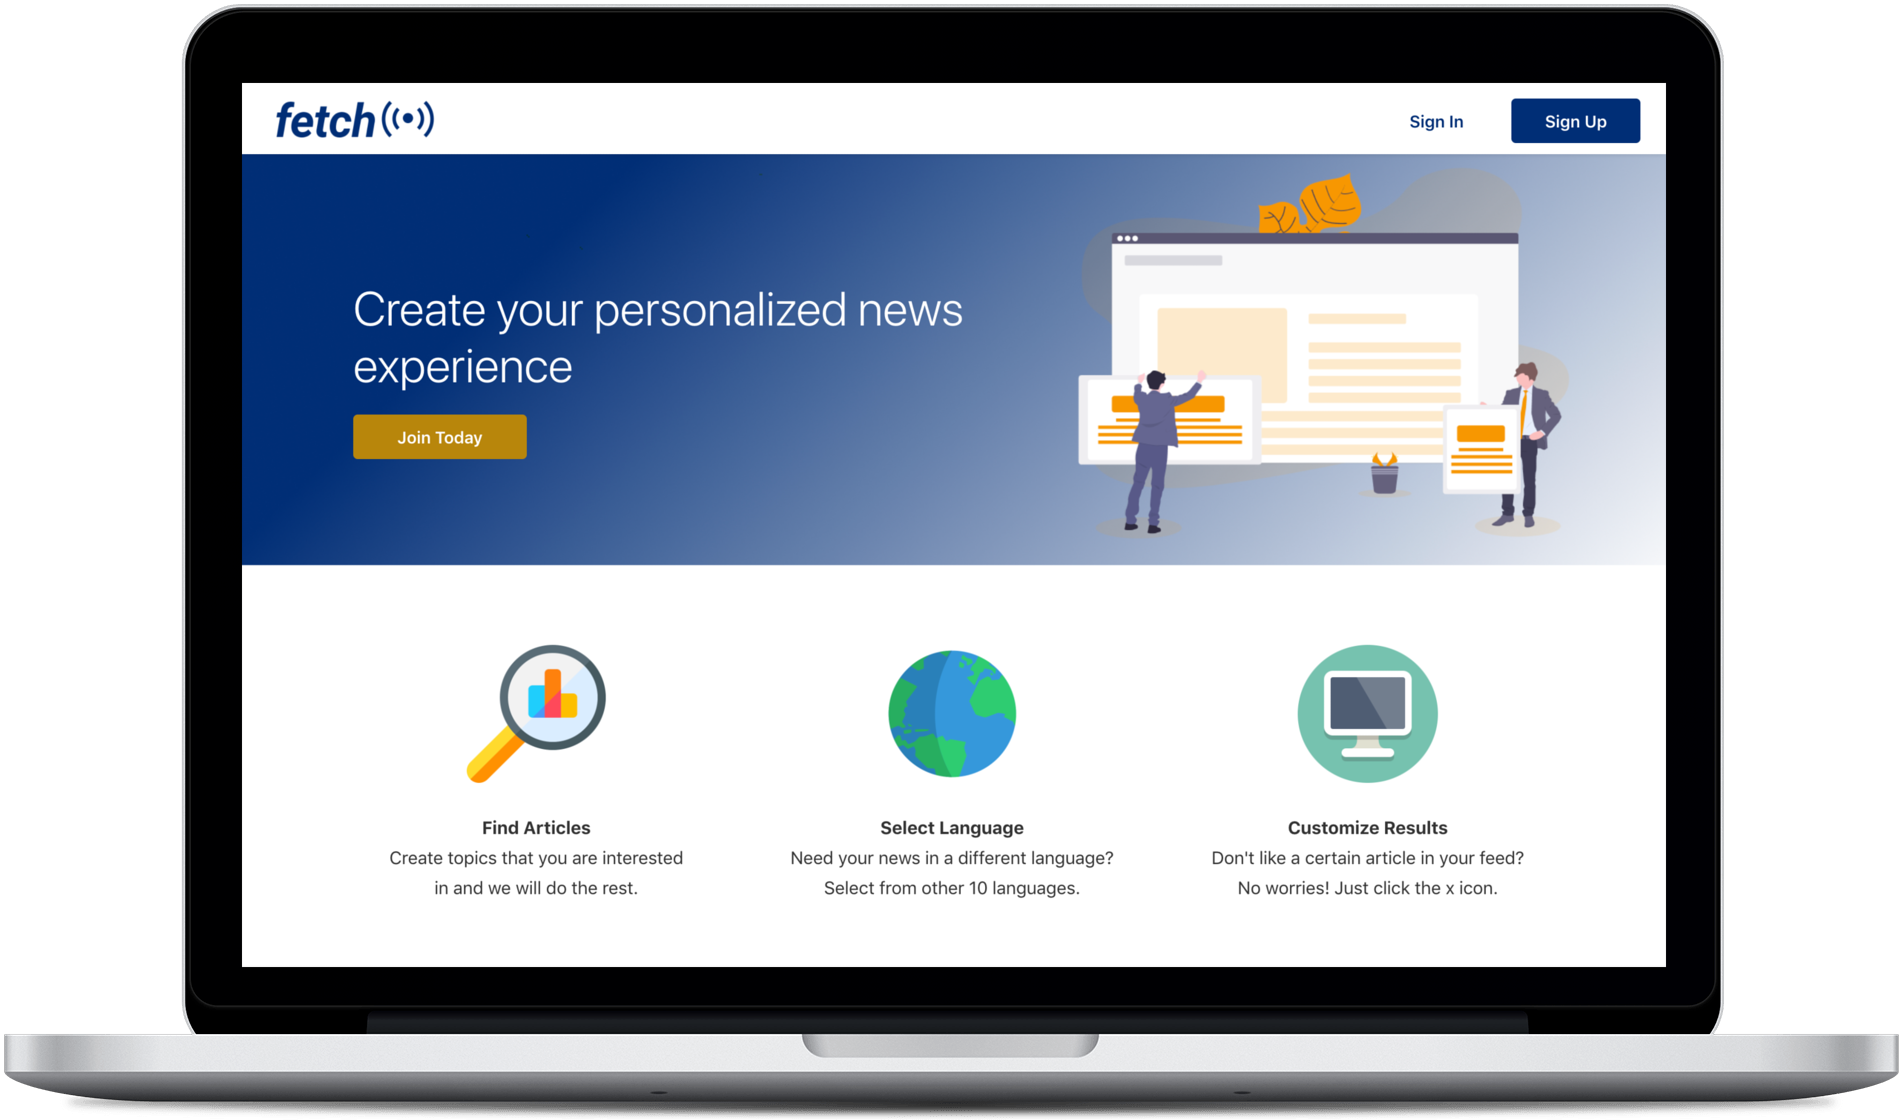 fetch
Sign In
Sign Up
Create your personalized news
experience
Join Today
Find Articles
Create topics that you are interested
in and we will do the rest.
Select Language
Need your news in a different language?
Select from other 10 languages.
Customize Results
Don't like a certain article in your feed?
No worries! Just click the x icon.